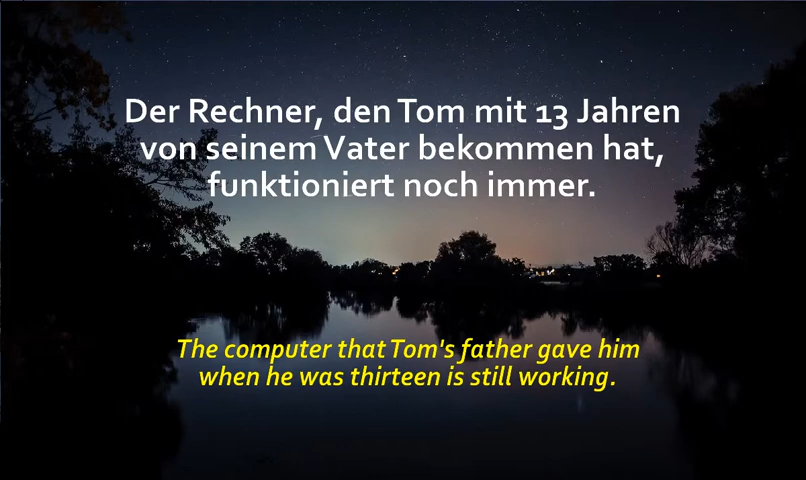 Der Rechner, den Tom mit 13 Jahren
von seinem Vater bekommen hat,
funktioniert noch immer.
The computer that Tom's father gave him
when he was thirteen is still working.